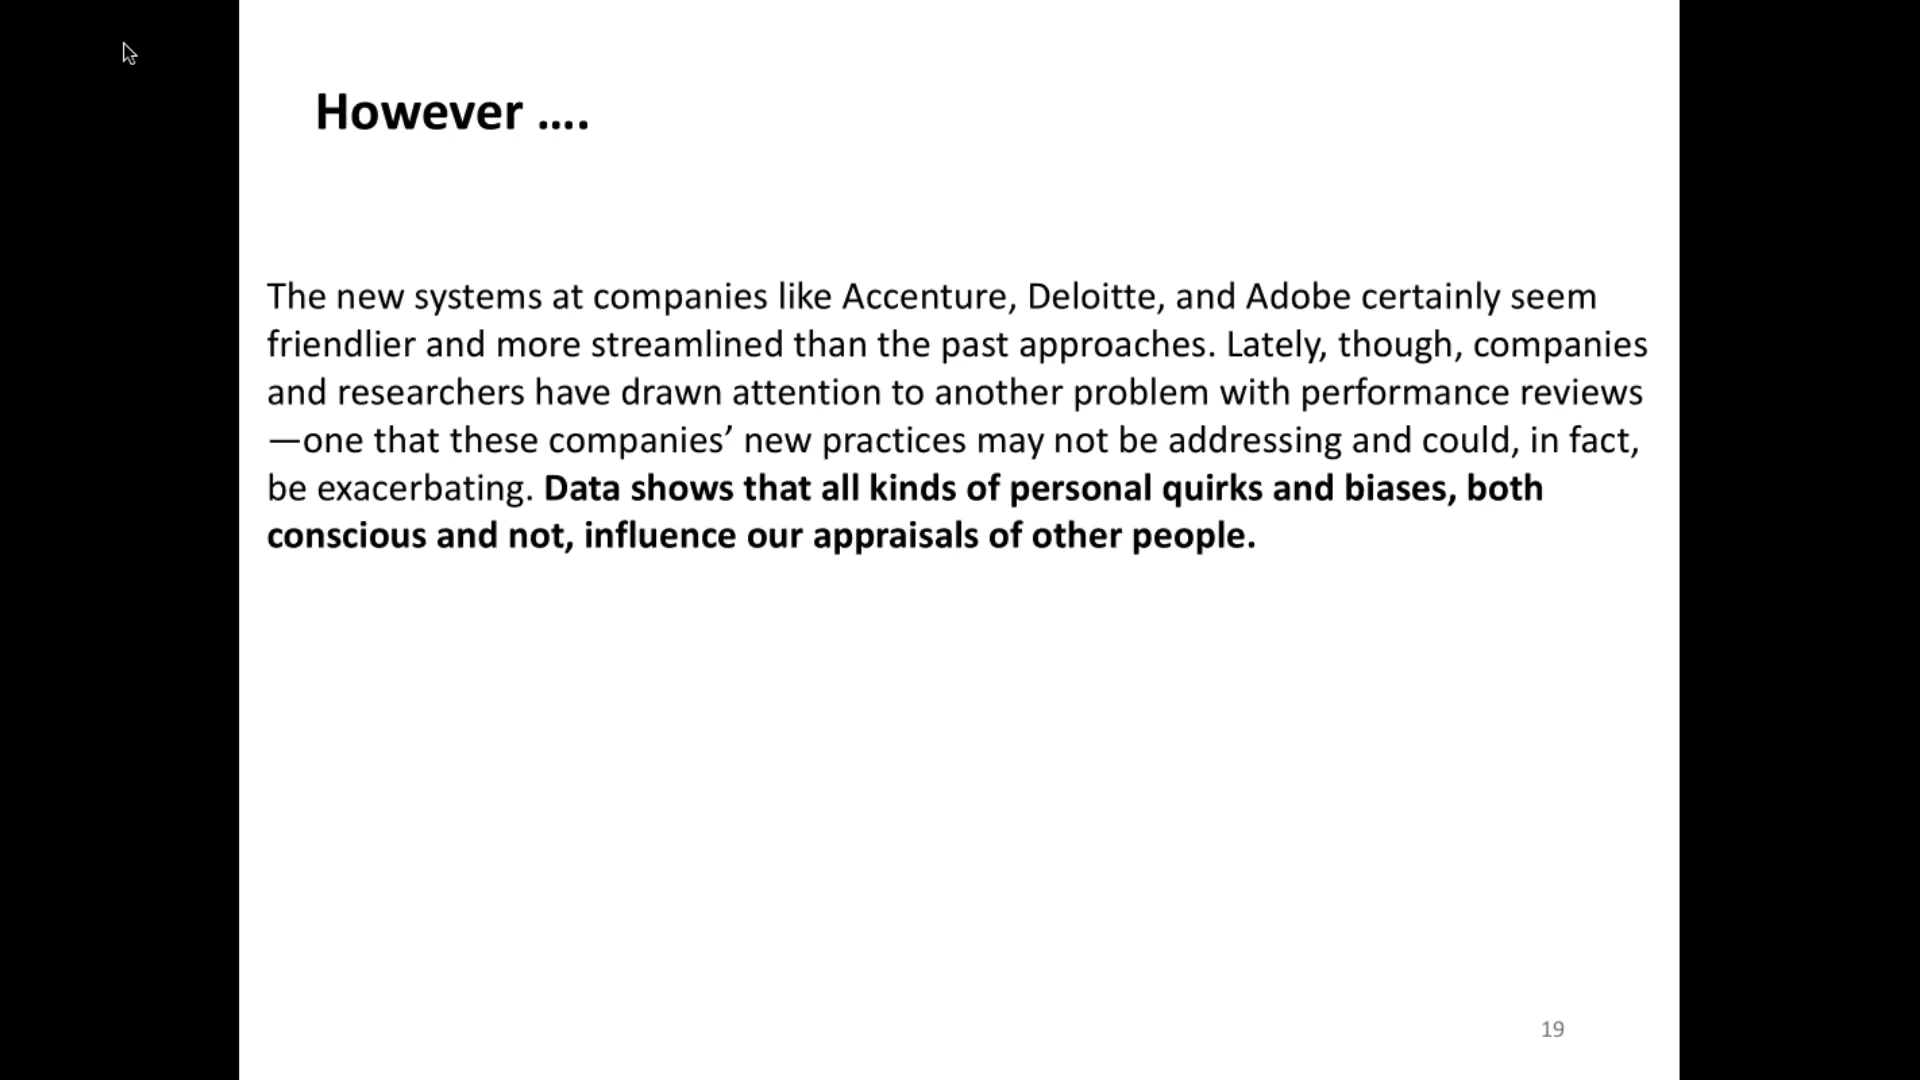 However ....
The new systems at companies like Accenture, Deloitte, and Adobe certainly seem
friendlier and more streamlined than the past approaches. Lately, though, companies
and researchers have drawn attention to another problem with performance reviews
—one that these companies’ new practices may not be addressing and could, in fact,
be exacerbating. Data shows that all kinds of personal quirks and biases, both
conscious and not, influence our appraisals of other people.
19